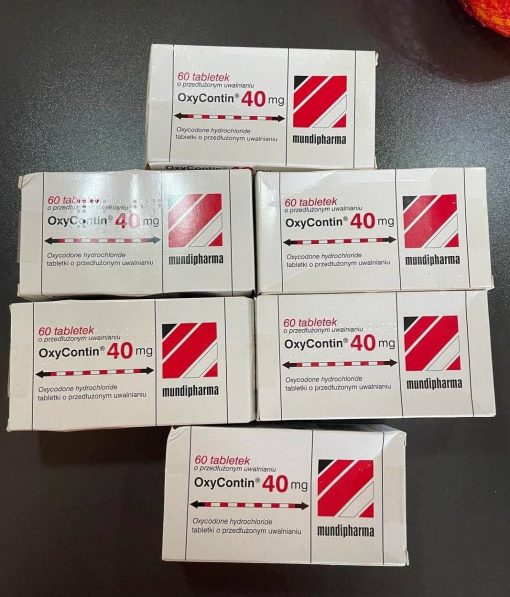 60 tabletek
o przedłużonym uwalnianiu
OxyContin® 40 mg
Oxycodone hydrochloride
tabletki o przedłużonym uwalnianiu
mundipharma
60 tabletek
o przedłużonym uwalnianiu
OxyContin® 40 mg
Oxycodone hydrochloride
tabletki o przedłużonym uwalnianiu
mundipharma
60 tabletek
o przedłużonym uwalnianiu
OxyContin® 40 mg
Oxycodone hydrochloride
tabletki o przedłużonym uwalnianiu
mundipharma
60 tabletek
o przedłużonym uwalnianiu
OxyContin® 40 mg
Oxycodone hydrochloride
tabletki o przedłużonym uwalnianiu
mundipharma
60 tabletek
o przedłużonym uwalnianiu
OxyContin® 40 mg
Oxycodone hydrochloride
tabletki o przedłużonym uwalnianiu
mundipharma
60 tabletek
o przedłużonym uwalnianiu
OxyContin® 40 mg
Oxycodone hydrochloride
tabletki o przedłużonym uwalnianiu
mundipharma